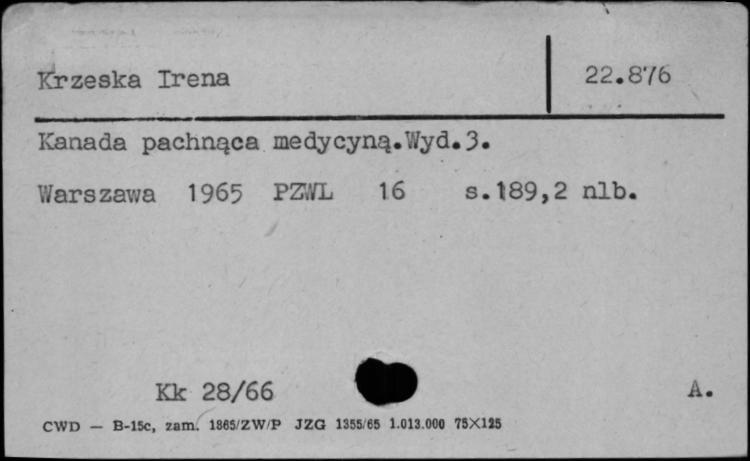 Krzeska Irena 22.876
Kanada pachnąca medycyną.Wyd.3.
Warszawa 1965 PZWL 16 s.189,2 nlb.
Kk 28/66 A.
CWD — B-15c, zam. 1865/ZW/P JZG 1355/65 1.013.000 75X125